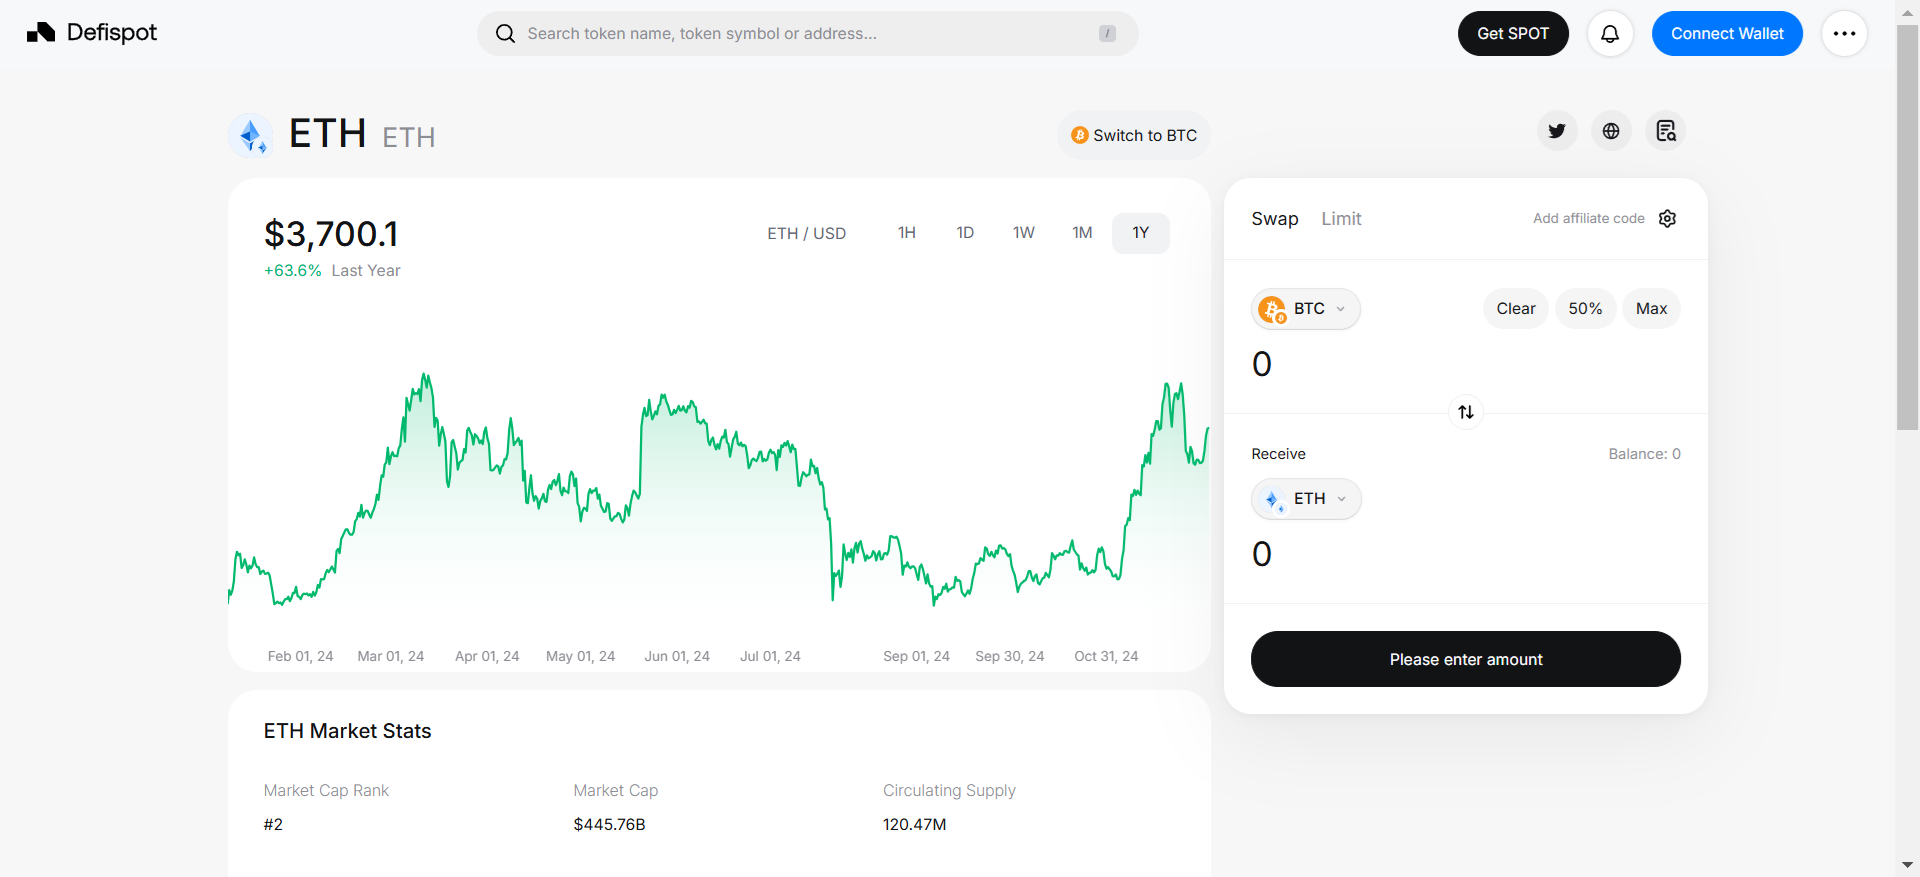 Defispot
Search token name, token symbol or address...
/
Get SPOT
Connect Wallet
ETH ETH
Switch to BTC
$3,700.1
+63.6% Last Year
ETH / USD
1H
1D
1W
1M
1Y
Feb 01, 24
Mar 01, 24
Apr 01, 24
May 01, 24
Jun 01, 24
Jul 01, 24
Sep 01, 24
Sep 30, 24
Oct 31, 24
Swap
Limit
Add affiliate code
BTC
Clear
50%
Max
0
Receive
Balance: 0
ETH
0
Please enter amount
ETH Market Stats
Market Cap Rank
Market Cap
Circulating Supply
#2
$445.76B
120.47M